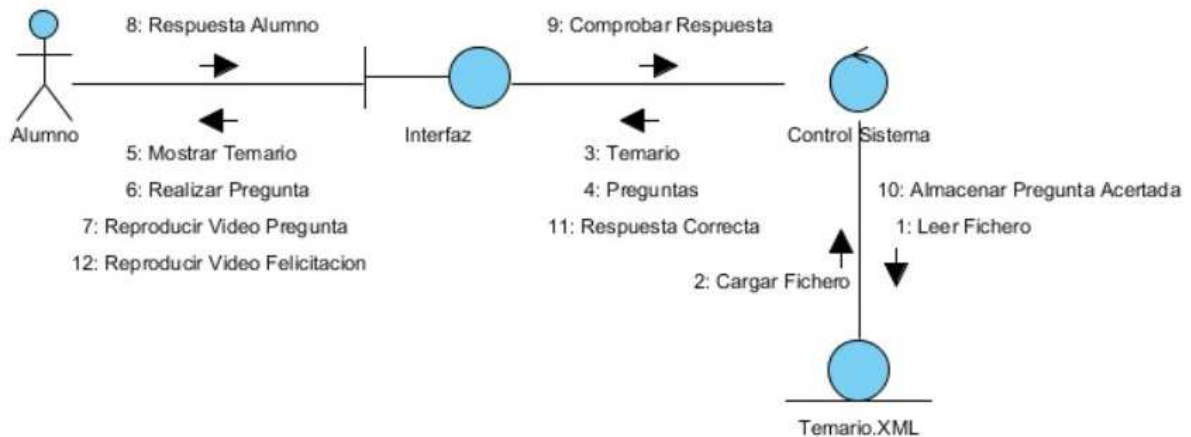 8: Respuesta Alumno
9: Comprobar Respuesta
Alumno
Interfaz
Control Sistema
5: Mostrar Temario
6: Realizar Pregunta
7: Reproducir Video Pregunta
12: Reproducir Video Felicitacion
3: Temario
4: Preguntas
11: Respuesta Correcta
10: Almacenar Pregunta Acertada
1: Leer Fichero
2: Cargar Fichero
Temario.XML